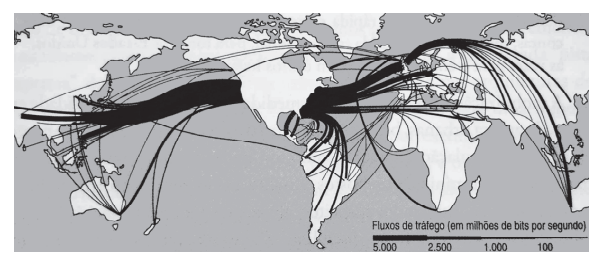 Fluxos de tráfego (em milhões de bits por segundo)
5.000 2.500 1.000 100